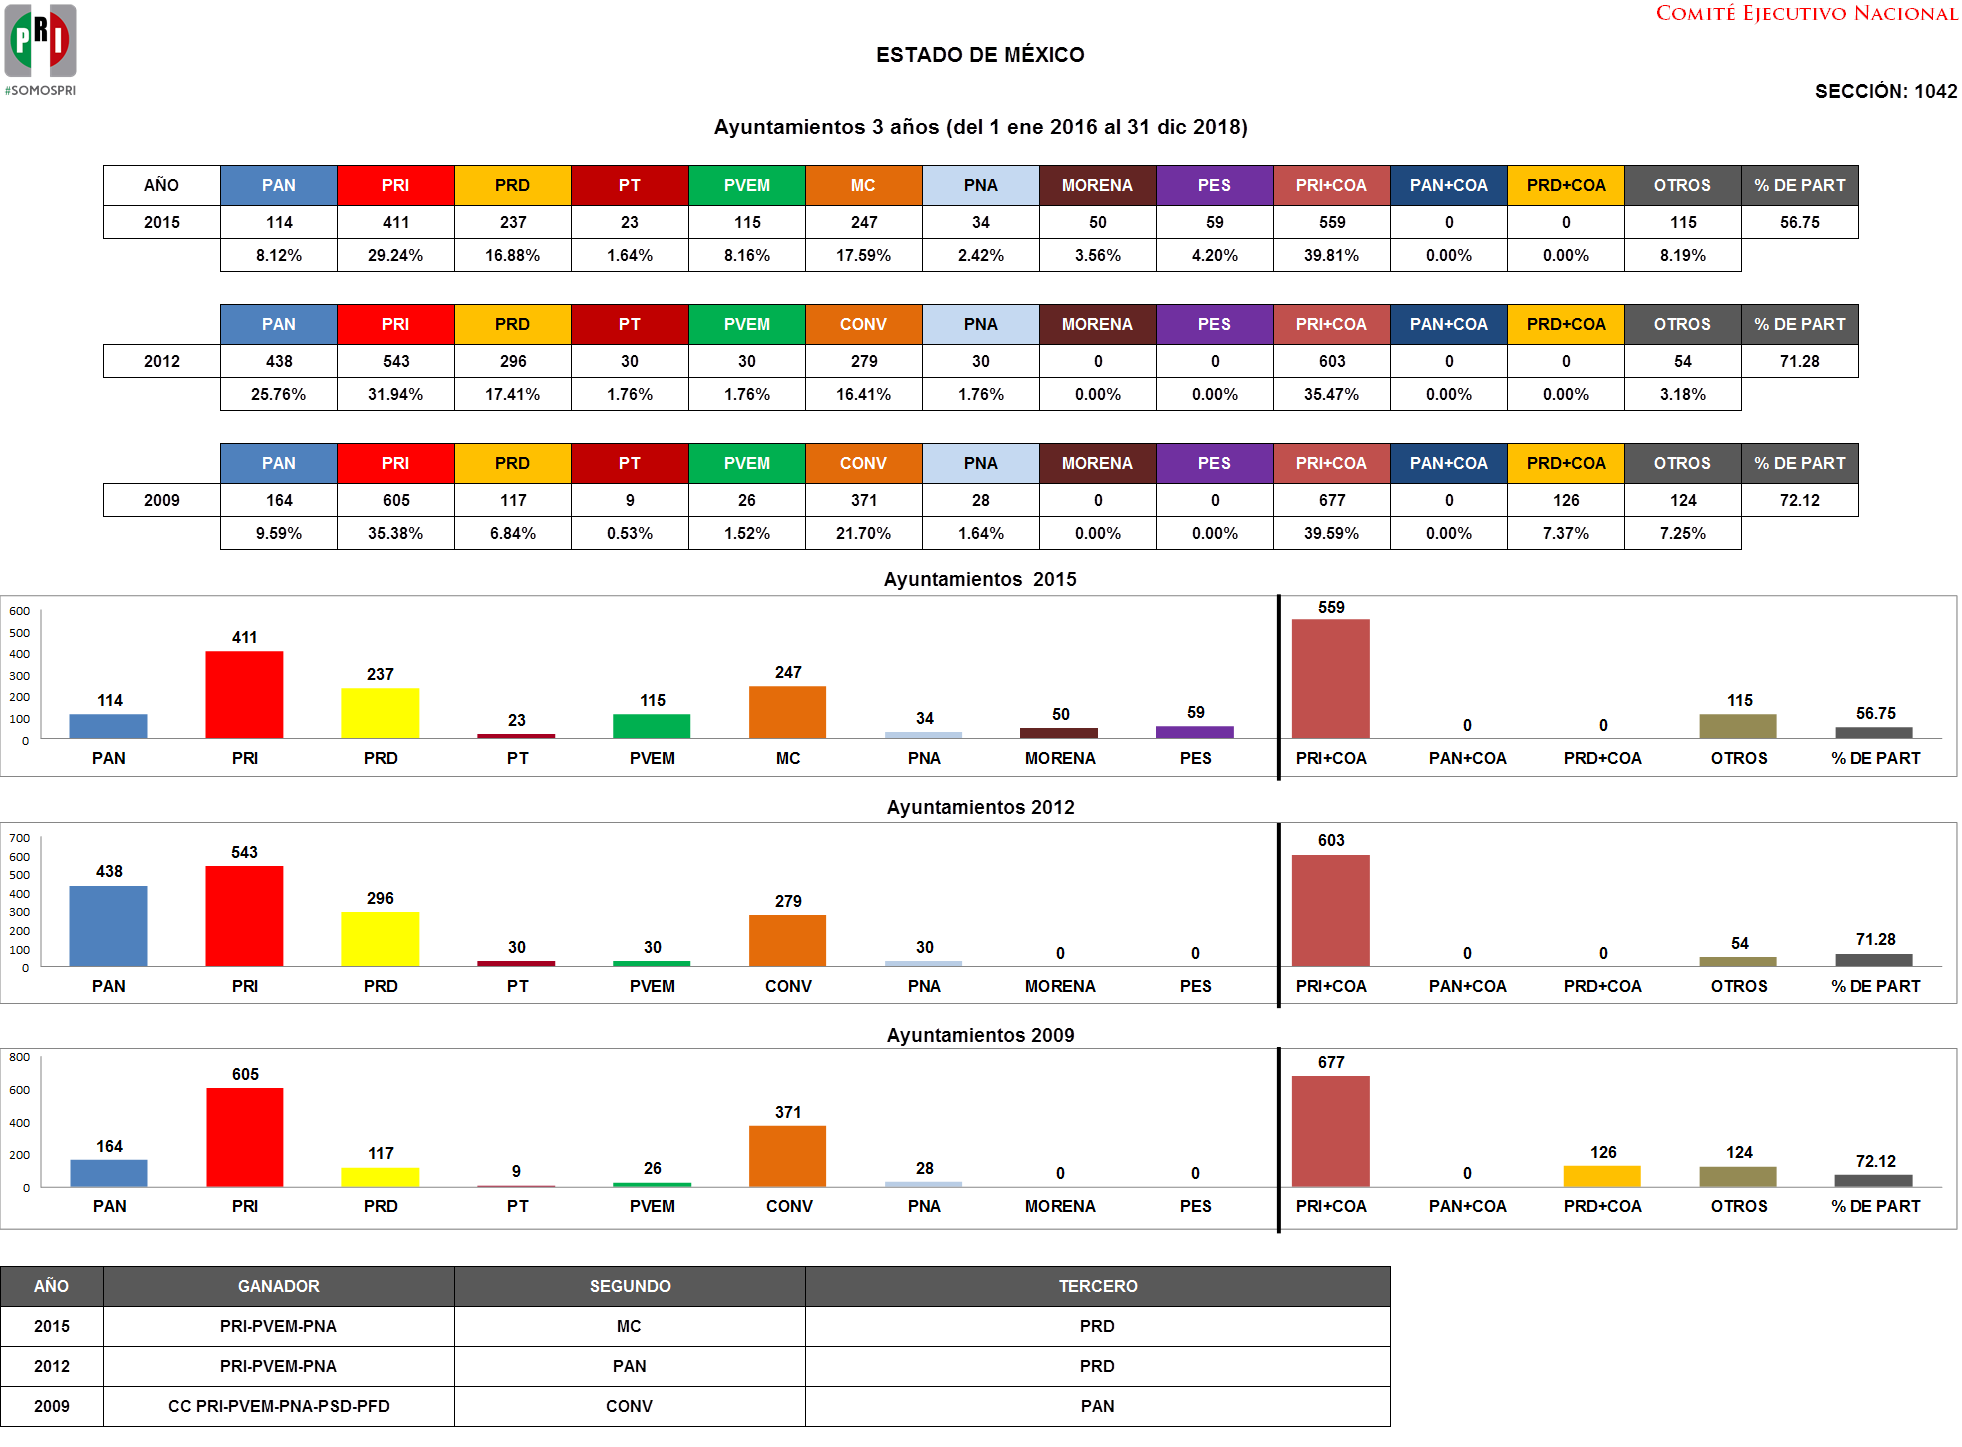 PRI
#SOMOSPRI
COMITÉ EJECUTIVO NACIONAL
ESTADO DE MÉXICO
SECCIÓN: 1042
Ayuntamientos 3 años (del 1 ene 2016 al 31 dic 2018)
AÑO PAN PRI PRD PT PVEM MC PNA MORENA PES PRI+COA PAN+COA PRD+COA OTROS % DE PART
2015 114 411 237 23 115 247 34 50 59 559 0 0 115 56.75
8.12% 29.24% 16.88% 1.64% 8.16% 17.59% 2.42% 3.56% 4.20% 39.81% 0.00% 0.00% 8.19%
PAN PRI PRD PT PVEM CONV PNA MORENA PES PRI+COA PAN+COA PRD+COA OTROS % DE PART
2012 438 543 296 30 30 279 30 0 0 603 0 0 54 71.28
25.76% 31.94% 17.41% 1.76% 1.76% 16.41% 1.76% 0.00% 0.00% 35.47% 0.00% 0.00% 3.18%
PAN PRI PRD PT PVEM CONV PNA MORENA PES PRI+COA PAN+COA PRD+COA OTROS % DE PART
2009 164 605 117 9 26 371 28 0 0 677 0 126 124 72.12
9.59% 35.38% 6.84% 0.53% 1.52% 21.70% 1.64% 0.00% 0.00% 39.59% 0.00% 7.37% 7.25%
Ayuntamientos 2015
600
500
400
300
200
100
0
114 411 237 23 115 247 34 50 59 559 0 0 115 56.75
PAN PRI PRD PT PVEM MC PNA MORENA PES PRI+COA PAN+COA PRD+COA OTROS % DE PART
Ayuntamientos 2012
700
600
500
400
300
200
100
0
438 543 296 30 30 279 30 0 0 603 0 0 54 71.28
PAN PRI PRD PT PVEM CONV PNA MORENA PES PRI+COA PAN+COA PRD+COA OTROS % DE PART
Ayuntamientos 2009
800
600
400
200
0
164 605 117 9 26 371 28 0 0 677 0 126 124 72.12
PAN PRI PRD PT PVEM CONV PNA MORENA PES PRI+COA PAN+COA PRD+COA OTROS % DE PART
AÑO GANADOR SEGUNDO TERCERO
2015 PRI-PVEM-PNA MC PRD
2012 PRI-PVEM-PNA PAN PRD
2009 CC PRI-PVEM-PNA-PSD-PFD CONV PAN